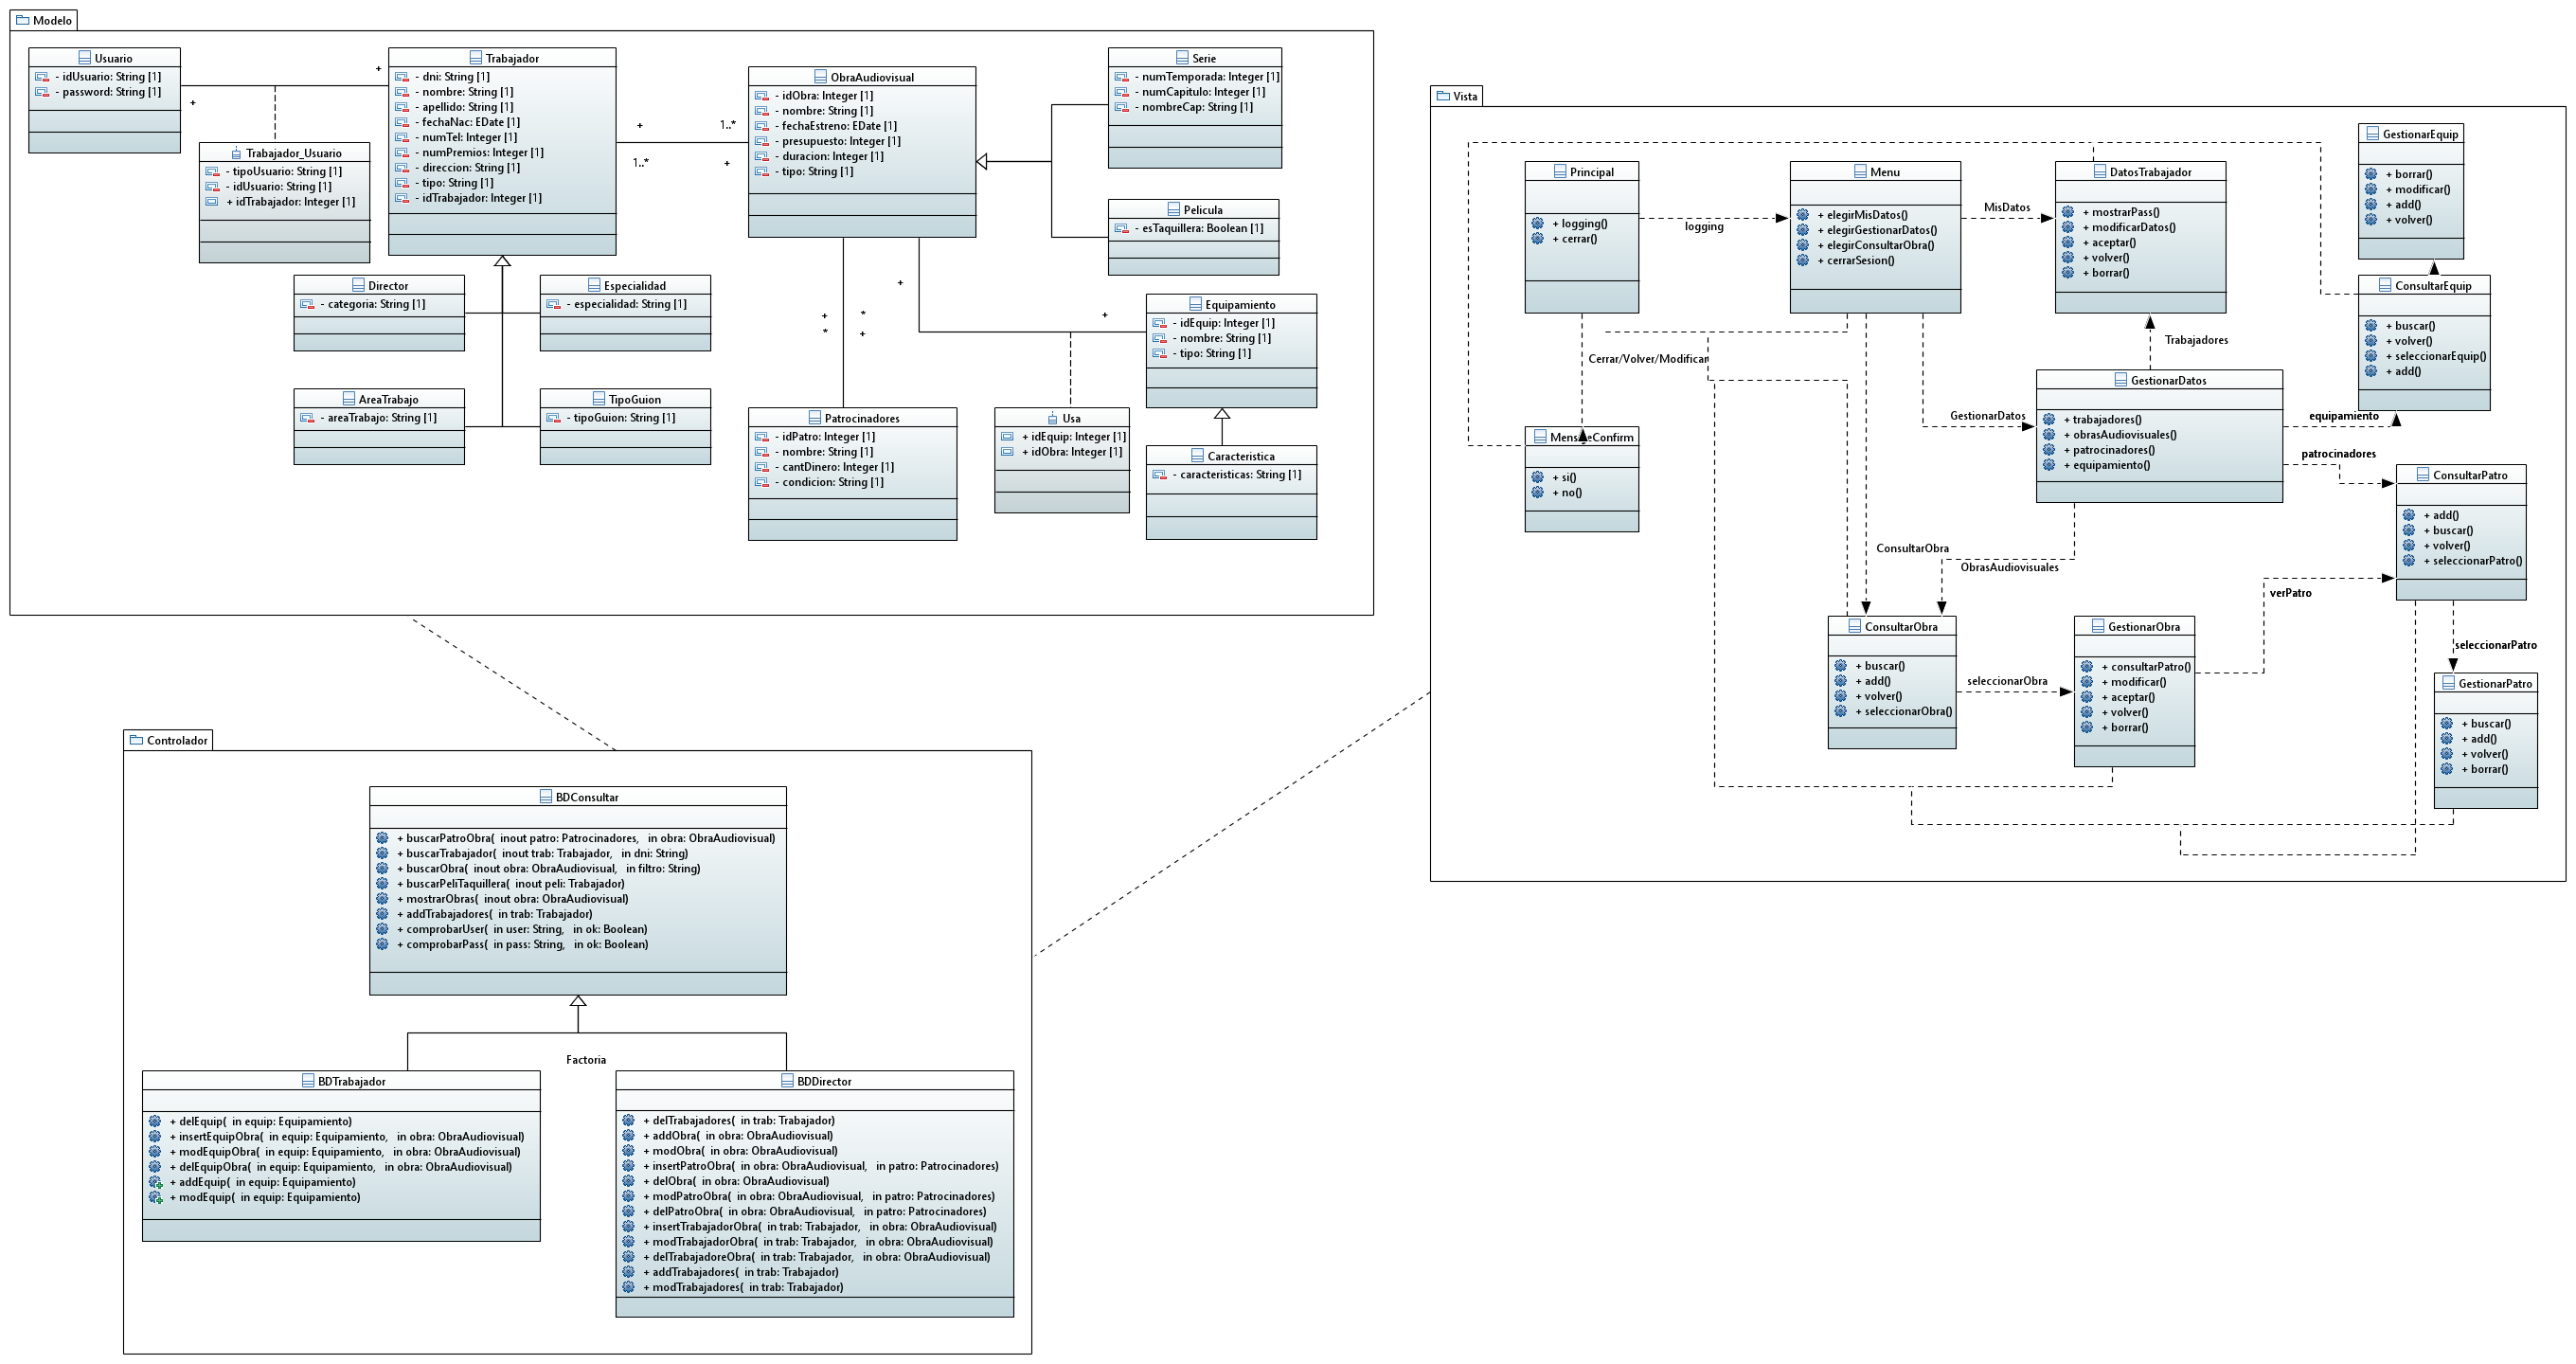 Modelo
Usuario
- idUsuario: String [1]
- password: String [1]
+
+
Trabajador_Usuario
- tipoUsuario: String [1]
- idUsuario: String [1]
+ idTrabajador: Integer [1]
Trabajador
- dni: String [1]
- nombre: String [1]
- apellido: String [1]
- fechaNac: EDate [1]
- numTel: Integer [1]
- numPremios: Integer [1]
- direccion: String [1]
- tipo: String [1]
- idTrabajador: Integer [1]
+
1..*
1..*
+
ObraAudiovisual
- idObra: Integer [1]
- nombre: String [1]
- fechaEstreno: EDate [1]
- presupuesto: Integer [1]
- duracion: Integer [1]
- tipo: String [1]
Serie
- numTemporada: Integer [1]
- numCapitulo: Integer [1]
- nombreCap: String [1]
Pelicula
- esTaquillera: Boolean [1]
Director
- categoria: String [1]
Especialidad
- especialidad: String [1]
AreaTrabajo
- areaTrabajo: String [1]
TipoGuion
- tipoGuion: String [1]
+
*
*
+
+
+
Equipamiento
- idEquip: Integer [1]
- nombre: String [1]
- tipo: String [1]
Patrocinadores
- idPatro: Integer [1]
- nombre: String [1]
- cantDinero: Integer [1]
- condicion: String [1]
Usa
+ idEquip: Integer [1]
+ idObra: Integer [1]
Caracteristica
- caracteristicas: String [1]
Vista
Principal
+ logging()
+ cerrar()
logging
Menu
+ elegirMisDatos()
+ elegirGestionarDatos()
+ elegirConsultarObra()
+ cerrarSesion()
MisDatos
DatosTrabajador
+ mostrarPass()
+ modificarDatos()
+ aceptar()
+ volver()
+ borrar()
GestionarEquip
+ borrar()
+ modificar()
+ add()
+ volver()
ConsultarEquip
+ buscar()
+ volver()
+ seleccionarEquip()
+ add()
Cerrar/Volver/Modificar
Trabajadores
GestionarDatos
GestionarDatos
+ trabajadores()
+ obrasAudiovisuales()
+ patrocinadores()
+ equipamiento()
equipamiento
patrocinadores
+ si()
+ no()
ConsultarPatro
+ add()
+ buscar()
+ volver()
+ seleccionarPatro()
ConsultarObra
ObrasAudiovisuales
verPatro
seleccionarPatro
ConsultarObra
+ buscar()
+ add()
+ volver()
+ seleccionarObra()
seleccionarObra
GestionarObra
+ consultarPatro()
+ modificar()
+ aceptar()
+ volver()
+ borrar()
GestionarPatro
+ buscar()
+ add()
+ volver()
+ borrar()
Controlador
BDConsultar
+ buscarPatroObra( inout patro: Patrocinadores, in obra: ObraAudiovisual)
+ buscarTrabajador( inout trab: Trabajador, in dni: String)
+ buscarObra( inout obra: ObraAudiovisual, in filtro: String)
+ buscarPeliTaquillera( inout peli: Trabajador)
+ mostrarObras( inout obra: ObraAudiovisual)
+ addTrabajadores( in trab: Trabajador)
+ comprobarUser( in user: String, in ok: Boolean)
+ comprobarPass( in pass: String, in ok: Boolean)
Factoria
BDTrabajador
+ delEquip( in equip: Equipamiento)
+ insertEquipObra( in equip: Equipamiento, in obra: ObraAudiovisual)
+ modEquipObra( in equip: Equipamiento, in obra: ObraAudiovisual)
+ delEquipObra( in equip: Equipamiento, in obra: ObraAudiovisual)
+ addEquip( in equip: Equipamiento)
+ modEquip( in equip: Equipamiento)
BDDirector
+ delTrabajadores( in trab: Trabajador)
+ addObra( in obra: ObraAudiovisual)
+ modObra( in obra: ObraAudiovisual)
+ insertPatroObra( in obra: ObraAudiovisual, in patro: Patrocinadores)
+ delObra( in obra: ObraAudiovisual)
+ modPatroObra( in obra: ObraAudiovisual, in patro: Patrocinadores)
+ delPatroObra( in obra: ObraAudiovisual, in patro: Patrocinadores)
+ insertTrabajadorObra( in trab: Trabajador, in obra: ObraAudiovisual)
+ modTrabajadorObra( in trab: Trabajador, in obra: ObraAudiovisual)
+ delTrabajadoreObra( in trab: Trabajador, in obra: ObraAudiovisual)
+ addTrabajadores( in trab: Trabajador)
+ modTrabajadores( in trab: Trabajador)